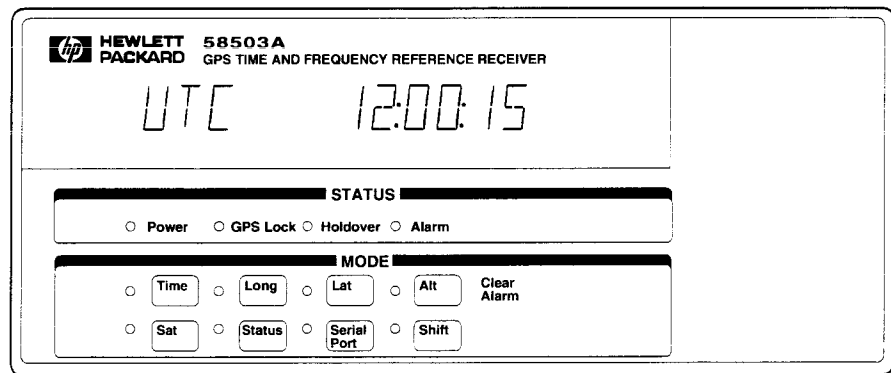 hp HEWLETT PACKARD 58503A
GPS TIME AND FREQUENCY REFERENCE RECEIVER
UTC 12:00:15
STATUS
Power GPS Lock Holdover Alarm
MODE
Time Long Lat Alt Clear Alarm
Sat Status Serial Port Shift